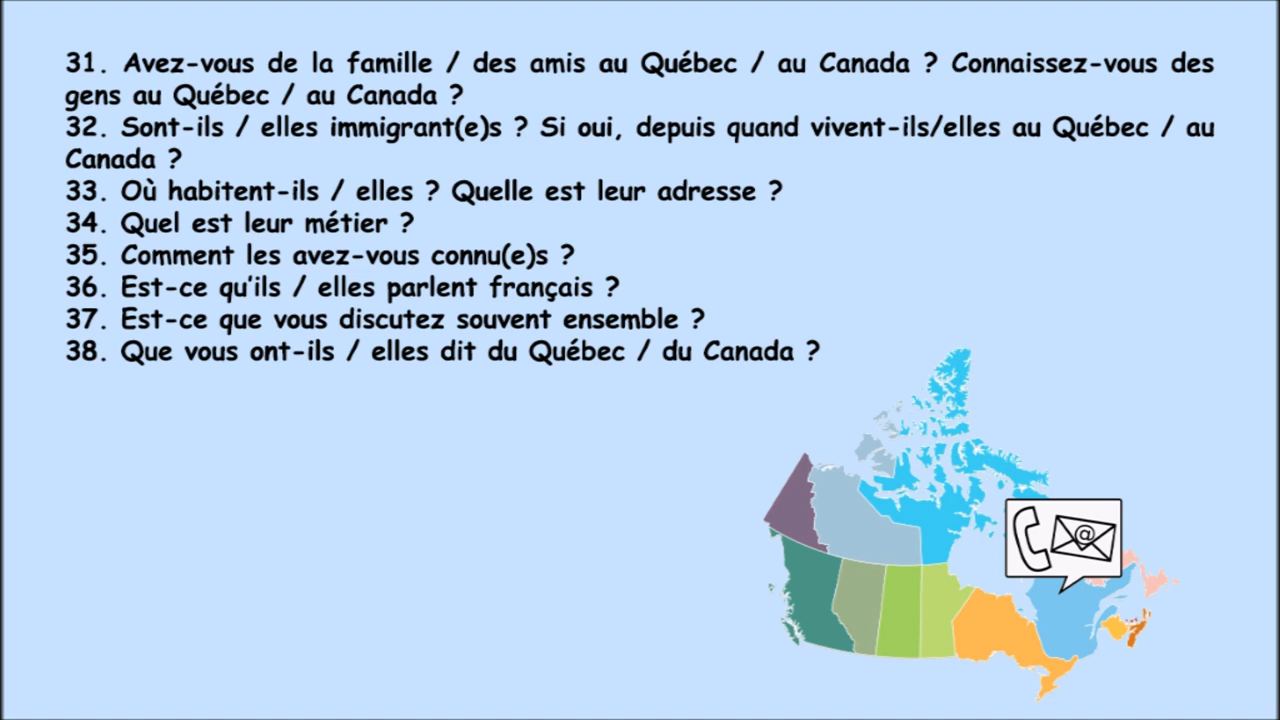 31. Avez-vous de la famille / des amis au Québec / au Canada ? Connaissez-vous des
gens au Québec / au Canada ?
32. Sont-ils / elles immigrant(e)s ? Si oui, depuis quand vivent-ils/elles au Québec / au
Canada ?
33. Où habitent-ils / elles ? Quelle est leur adresse ?
34. Quel est leur métier ?
35. Comment les avez-vous connu(e)s ?
36. Est-ce qu'ils / elles parlent français ?
37. Est-ce que vous discutez souvent ensemble ?
38. Que vous ont-ils / elles dit du Québec / du Canada ?
@